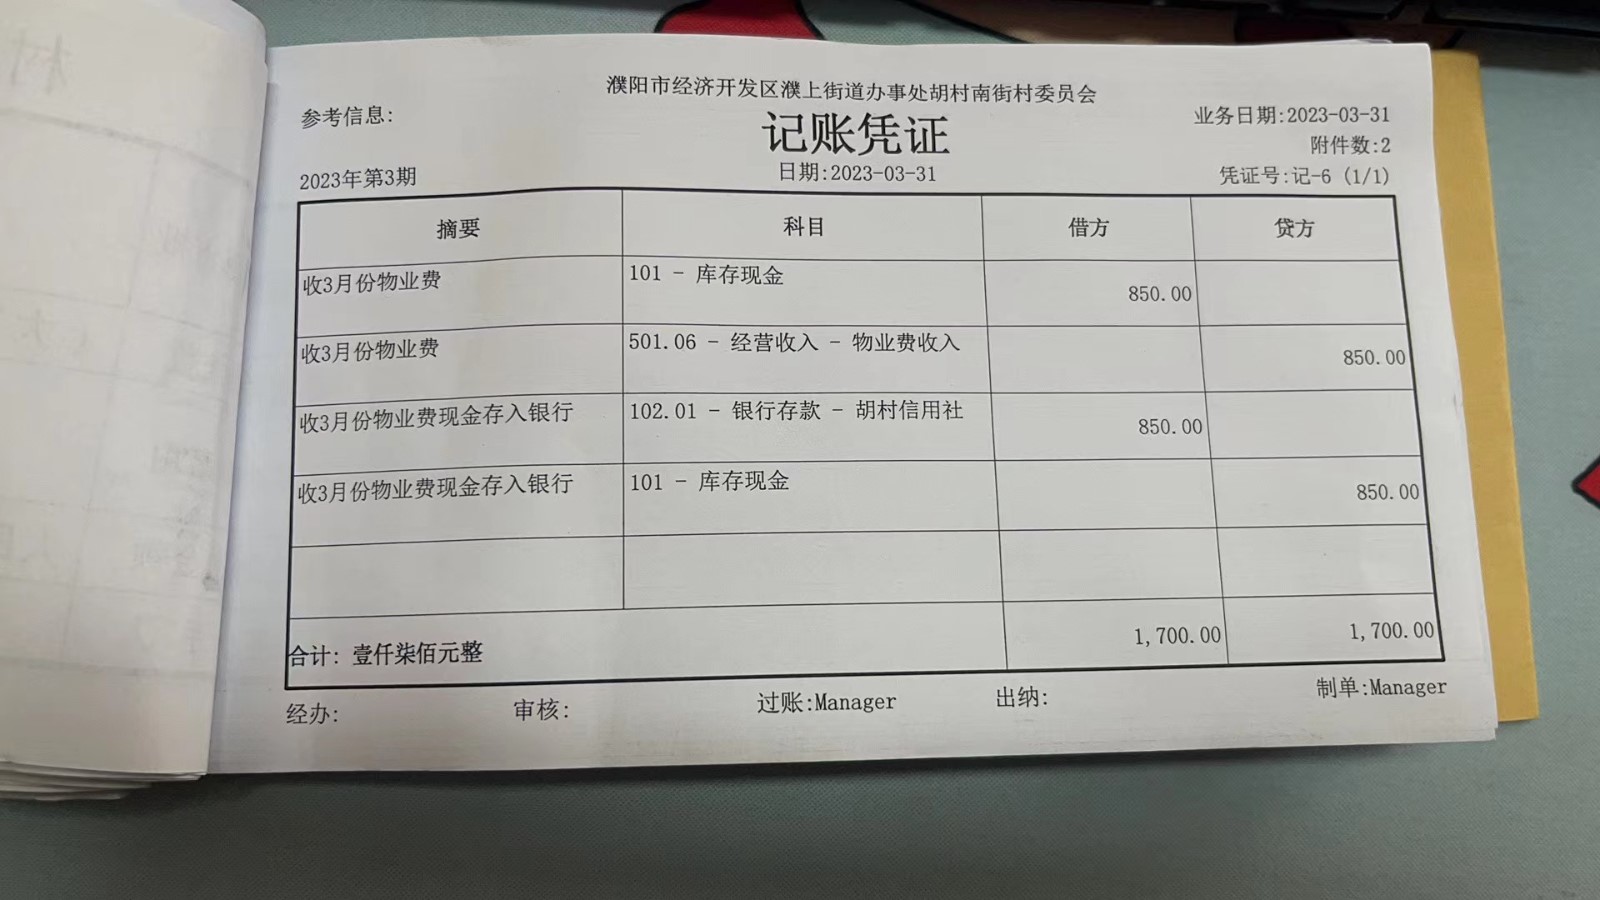 濮阳市经济开发区濮上街道办事处胡村南街村委员会
参考信息:
记账凭证
业务日期:2023-03-31
附件数:2
2023年第3期
日期:2023-03-31
凭证号:记-6 (1/1)
摘要 科目 借方 贷方
收3月份物业费 101 - 库存现金 850.00
收3月份物业费 501.06 - 经营收入 - 物业费收入 850.00
收3月份物业费现金存入银行 102.01 - 银行存款 - 胡村信用社 850.00
收3月份物业费现金存入银行 101 - 库存现金 850.00
合计: 壹仟柒佰元整 1,700.00 1,700.00
经办: 审核: 过账:Manager 出纳: 制单:Manager